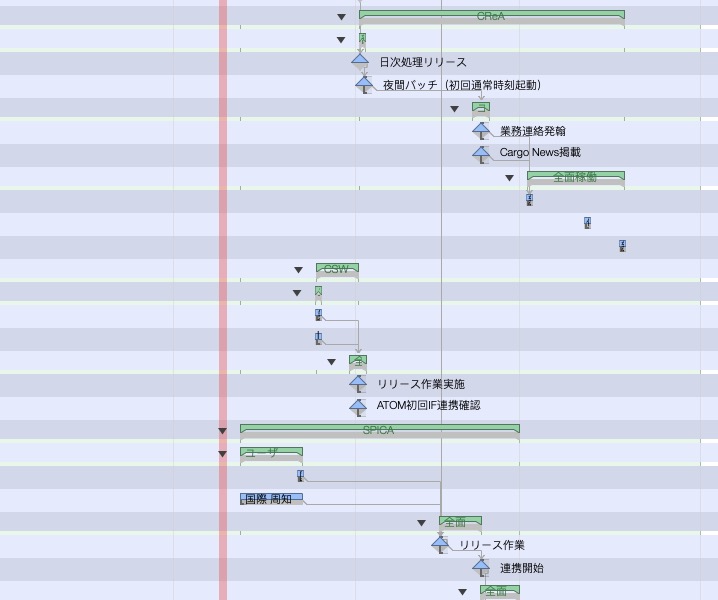 CReA
日次処理リリース
夜間バッチ（初回通常時刻起動）
業務連絡発翰
Cargo News掲載
全面稼働
CSW
全
リリース作業実施
ATOM初回IF連携確認
SPICA
ユーザ
国際 周知
全面
リリース作業
連携開始
全面